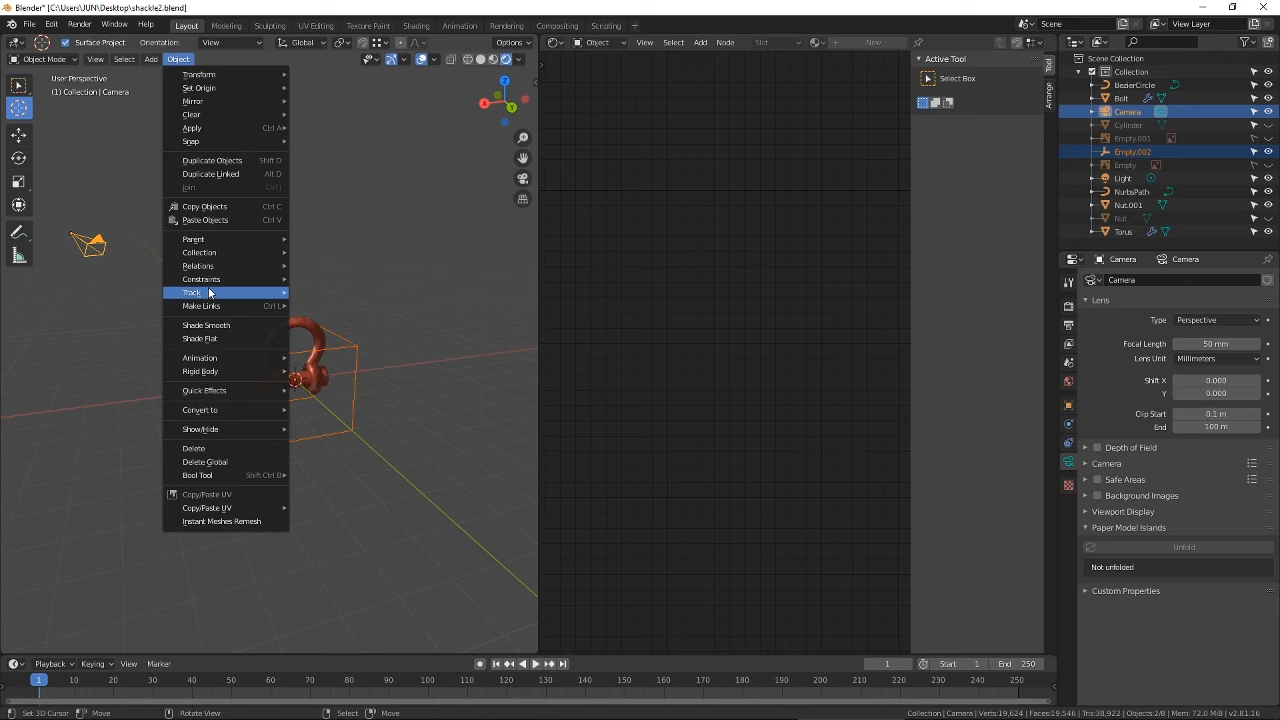 Blender* [C:\Users\UJN\Desktop\shackle2.blend]
File Edit Render Window Help Layout Modeling Sculpting UV Editing Texture Paint Shading Animation Rendering Compositing Scripting + Scene View Layer
Surface Project Orientation: View Global Options Object Slot New
Object Mode View Select Add Object View Select Add Node
User Perspective
(1) Collection | Camera
Transform
Set Origin
Mirror
Clear
Apply Ctrl A
Snap
Duplicate Objects Shift D
Duplicate Linked Alt D
Join Ctrl J
Copy Objects Ctrl C
Paste Objects Ctrl V
Parent
Collection
Relations
Constraints
Track
Make Links Ctrl L
Shade Smooth
Shade Flat
Animation
Rigid Body
Quick Effects
Convert to
Show/Hide
Delete
Delete Global
Bool Tool Shift Ctrl B
Copy/Paste UV
Copy/Paste UV
Instant Meshes Remesh
Z
X
Y
Active Tool
Select Box
Tool
Arrange
Scene Collection
Collection
BezierCircle
Bolt
Camera
Cylinder
Empty.001
Empty.002
Empty
Light
NurbsPath
Nut.001
Nut
Torus
Camera Camera
Camera
Lens
Type Perspective
Focal Length 50 mm
Lens Unit Millimeters
Shift X 0.000
Y 0.000
Clip Start 0.1 m
End 100 m
Depth of Field
Camera
Safe Areas
Background Images
Viewport Display
Paper Model Islands
Unfold
Not unfolded
Custom Properties
Playback Keying View Marker 1 Start 1 End 250
1 10 20 30 40 50 60 70 80 90 100 110 120 130 140 150 160 170 180 190 200 210 220 230 240 250
Set 3D Cursor Move Rotate View Select Move Collection | Camera | Verts:19,624 | Faces:19,546 | Tris:38,922 | Objects:2/8 | Mem: 72.0 MiB | v2.81.16